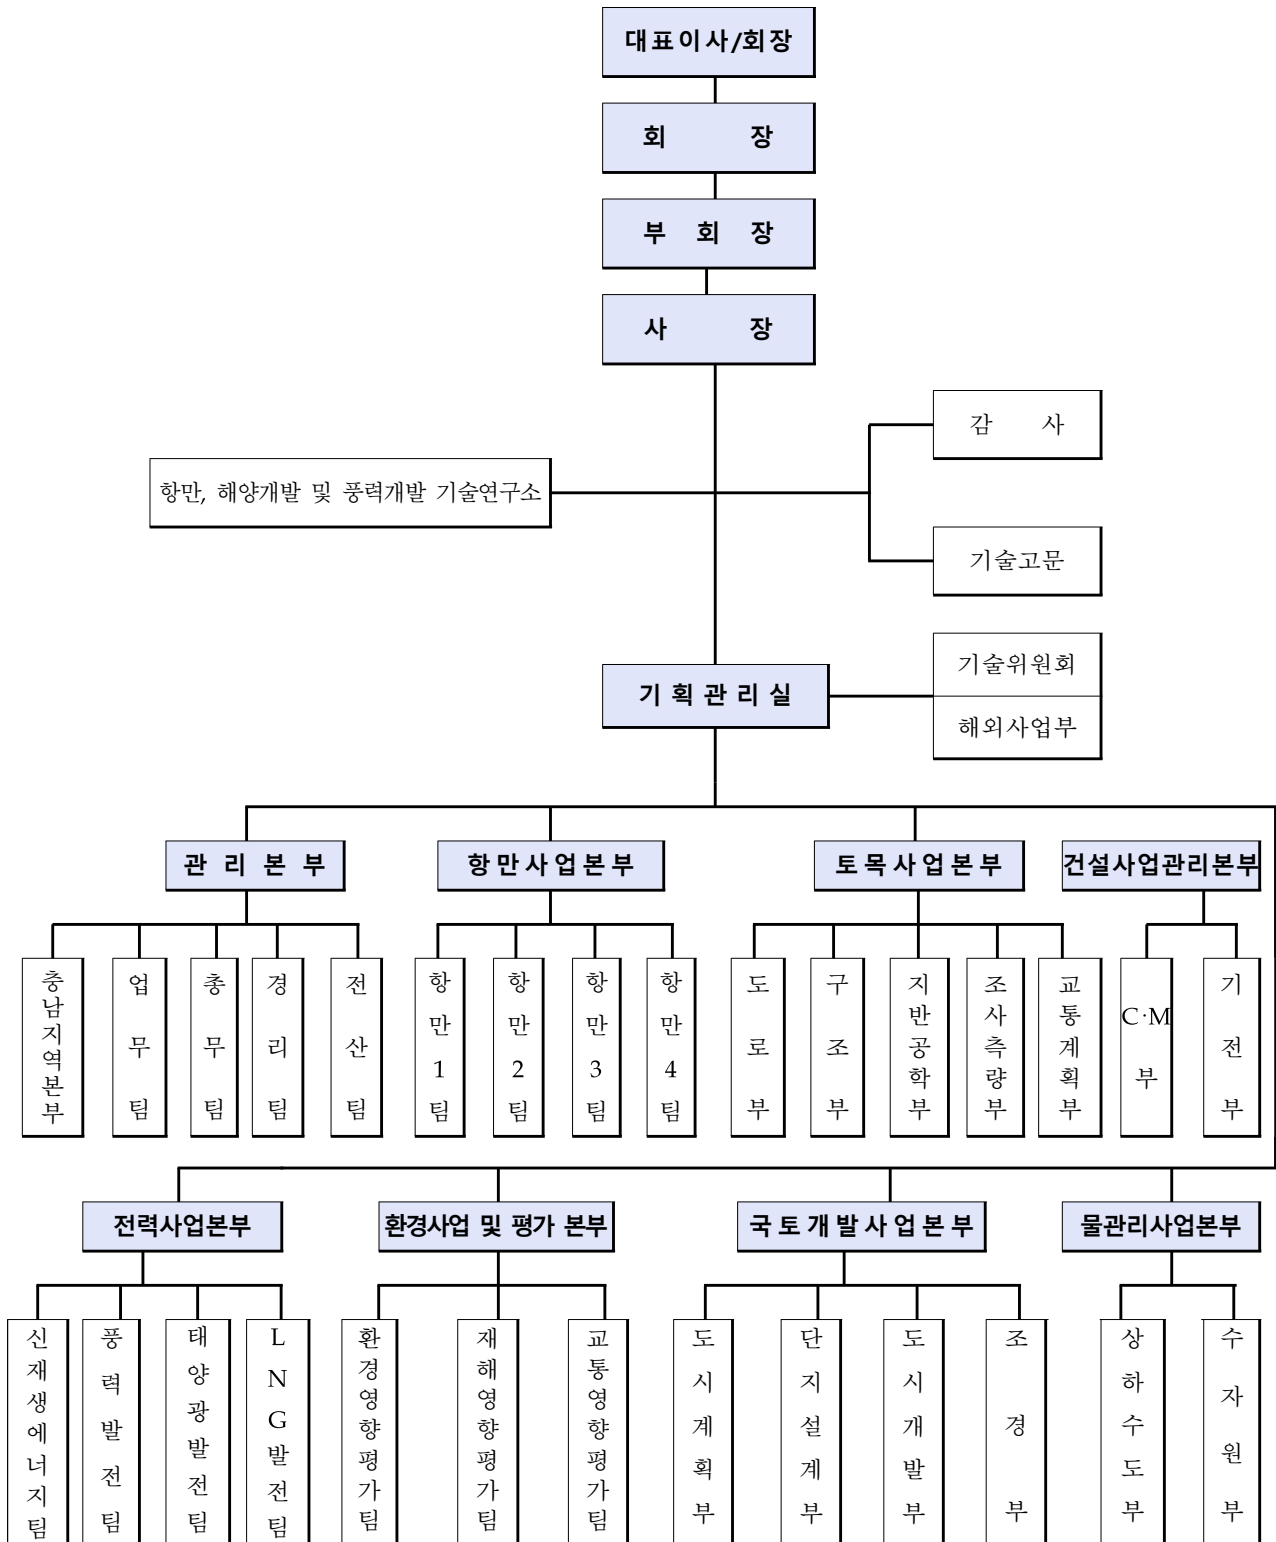 대표이사/회장
회 장
부 회 장
사 장
감 사
항만, 해양개발 및 풍력개발 기술연구소
기술고문
기술위원회
기획관리실
해외사업부
관리본부
항만사업본부
토목사업본부
건설사업관리본부
충남지역본부
업무팀
총무팀
경리팀
전산팀
항만1팀
항만2팀
항만3팀
항만4팀
도로부
구조부
지반공학부
조사측량부
교통계획부
C·M부
기전부
전력사업본부
환경사업 및 평가 본부
국토개발사업본부
물관리사업본부
신재생에너지팀
풍력발전팀
태양광발전팀
LNG발전팀
환경영향평가팀
재해영향평가팀
교통영향평가팀
도시계획부
단지설계부
도시개발부
조경부
상하수도부
수자원부